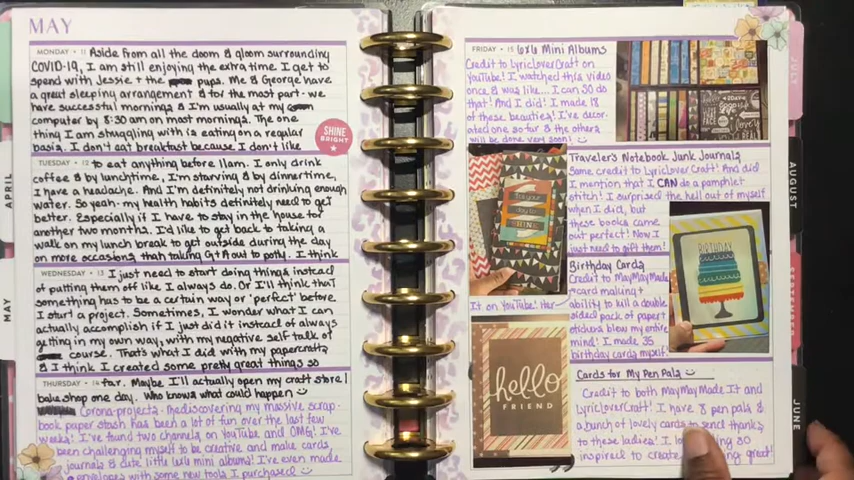 MAY
MONDAY • 11 Aside from all the doom & gloom surrounding
COVID-19, I am still enjoying the extra time I get to
spend with Jessie + the pups. Me & George have
a great sleeping arrangement & for the most part - we
have successful mornings & I'm usually at my
computer by 8:30 am on most mornings. The one
thing I am struggling with is eating on a regular
basis. I don't eat breakfast because I don't like
SHINE
BRIGHT
TUESDAY • 12 to eat anything before 11am. I only drink
coffee & by lunchtime, I'm starving & by dinnertime,
I have a headache. And I'm definitely not drinking enough
water. So yeah - my health habits definitely need to get
better. Especially if I have to stay in the house for
another two months. I'd like to get back to taking a
walk on my lunch break to get outside during the day
on more occasions than taking G+A out to potty. I think
WEDNESDAY • 13 I just need to start doing things instead
of putting them off like I always do. Or I'll think that
something has to be a certain way or 'perfect' before
I start a project. Sometimes, I wonder what I can
actually accomplish if I just did it instead of always
getting in my own way, with my negative self talk of
course. That's what I did with my papercrafts
& I think I created some pretty great things so
THURSDAY • 14 far. Maybe I'll actually open my craft store/
bakeshop one day. Who knows what could happen
Corona-projects - Rediscovering my massive scrap-
book paper stash has been a lot of fun over the last few
weeks! I've found two channels on YouTube and OMG! I've
been challenging myself to be creative and make cards,
journals & cute little 6x6 mini albums! I've even made
envelopes with some new tools I purchased
FRIDAY • 15 6x6 Mini Albums
Credit to LyricLoverCraft on
YouTube! I watched this video
once & was like... I can SO do
that! And I did! I made 18
of these beauties! I've decor-
ated one so far & the others
will be done very soon!
Traveler's Notebook Junk Journals
Same credit to LyricLoverCraft! And did
I mention that I CAN do a pamphlet
stitch! I surprised the hell out of myself
when I did, but
these books came
out perfect! Now I
just need to gift them!
Birthday Cards
Credit to MayMayMade
It on YouTube! Her
card making +
ability to kill a double
sided pack of paper +
stickers blew my entire
mind! I made 35
birthday cards myself.
BIRTHDAY
hello
FRIEND
Cards for My Pen Pals
Credit to both MayMayMade It and
LyricLoverCraft! I have 8 pen pals &
a bunch of lovely cards to send thanks
to these ladies! I
inspired to great!
APRIL
MAY
JULY
AUGUST
SEPTEMBER
JUNE